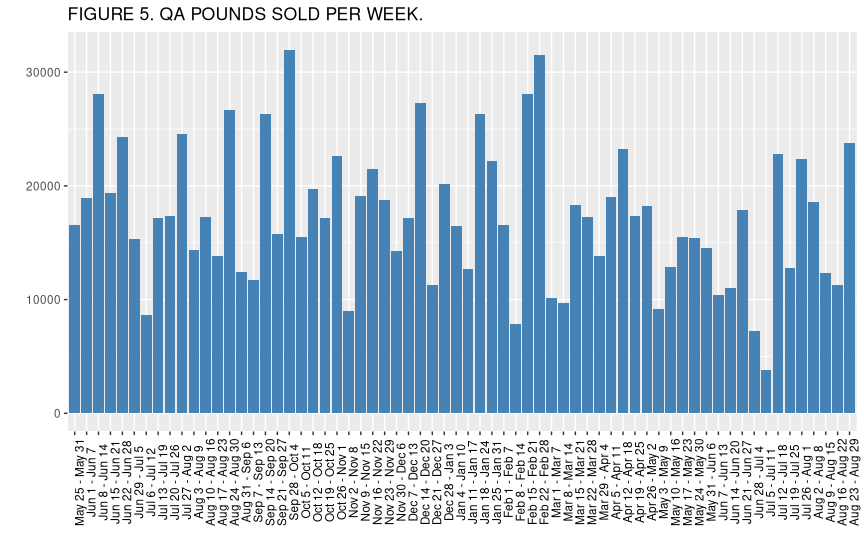 FIGURE 5. QA POUNDS SOLD PER WEEK.
30000
20000
10000
0
May 25 - May 31
Jun 1 - Jun 7
Jun 8 - Jun 14
Jun 15 - Jun 21
Jun 22 - Jun 28
Jun 29 - Jul 5
Jul 6 - Jul 12
Jul 13 - Jul 19
Jul 20 - Jul 26
Jul 27 - Aug 2
Aug 3 - Aug 9
Aug 10 - Aug 16
Aug 17 - Aug 23
Aug 24 - Aug 30
Aug 31 - Sep 6
Sep 7 - Sep 13
Sep 14 - Sep 20
Sep 21 - Sep 27
Sep 28 - Oct 4
Oct 5 - Oct 11
Oct 12 - Oct 18
Oct 19 - Oct 25
Oct 26 - Nov 1
Nov 2 - Nov 8
Nov 9 - Nov 15
Nov 16 - Nov 22
Nov 23 - Nov 29
Nov 30 - Dec 6
Dec 7 - Dec 13
Dec 14 - Dec 20
Dec 21 - Dec 27
Dec 28 - Jan 3
Jan 4 - Jan 10
Jan 11 - Jan 17
Jan 18 - Jan 24
Jan 25 - Jan 31
Feb 1 - Feb 7
Feb 8 - Feb 14
Feb 15 - Feb 21
Feb 22 - Feb 28
Mar 1 - Mar 7
Mar 8 - Mar 14
Mar 15 - Mar 21
Mar 22 - Mar 28
Mar 29 - Apr 4
Apr 5 - Apr 11
Apr 12 - Apr 18
Apr 19 - Apr 25
Apr 26 - May 2
May 3 - May 9
May 10 - May 16
May 17 - May 23
May 24 - May 30
May 31 - Jun 6
Jun 7 - Jun 13
Jun 14 - Jun 20
Jun 21 - Jun 27
Jun 28 - Jul 4
Jul 5 - Jul 11
Jul 12 - Jul 18
Jul 19 - Jul 25
Jul 26 - Aug 1
Aug 2 - Aug 8
Aug 9 - Aug 15
Aug 16 - Aug 22
Aug 23 - Aug 29